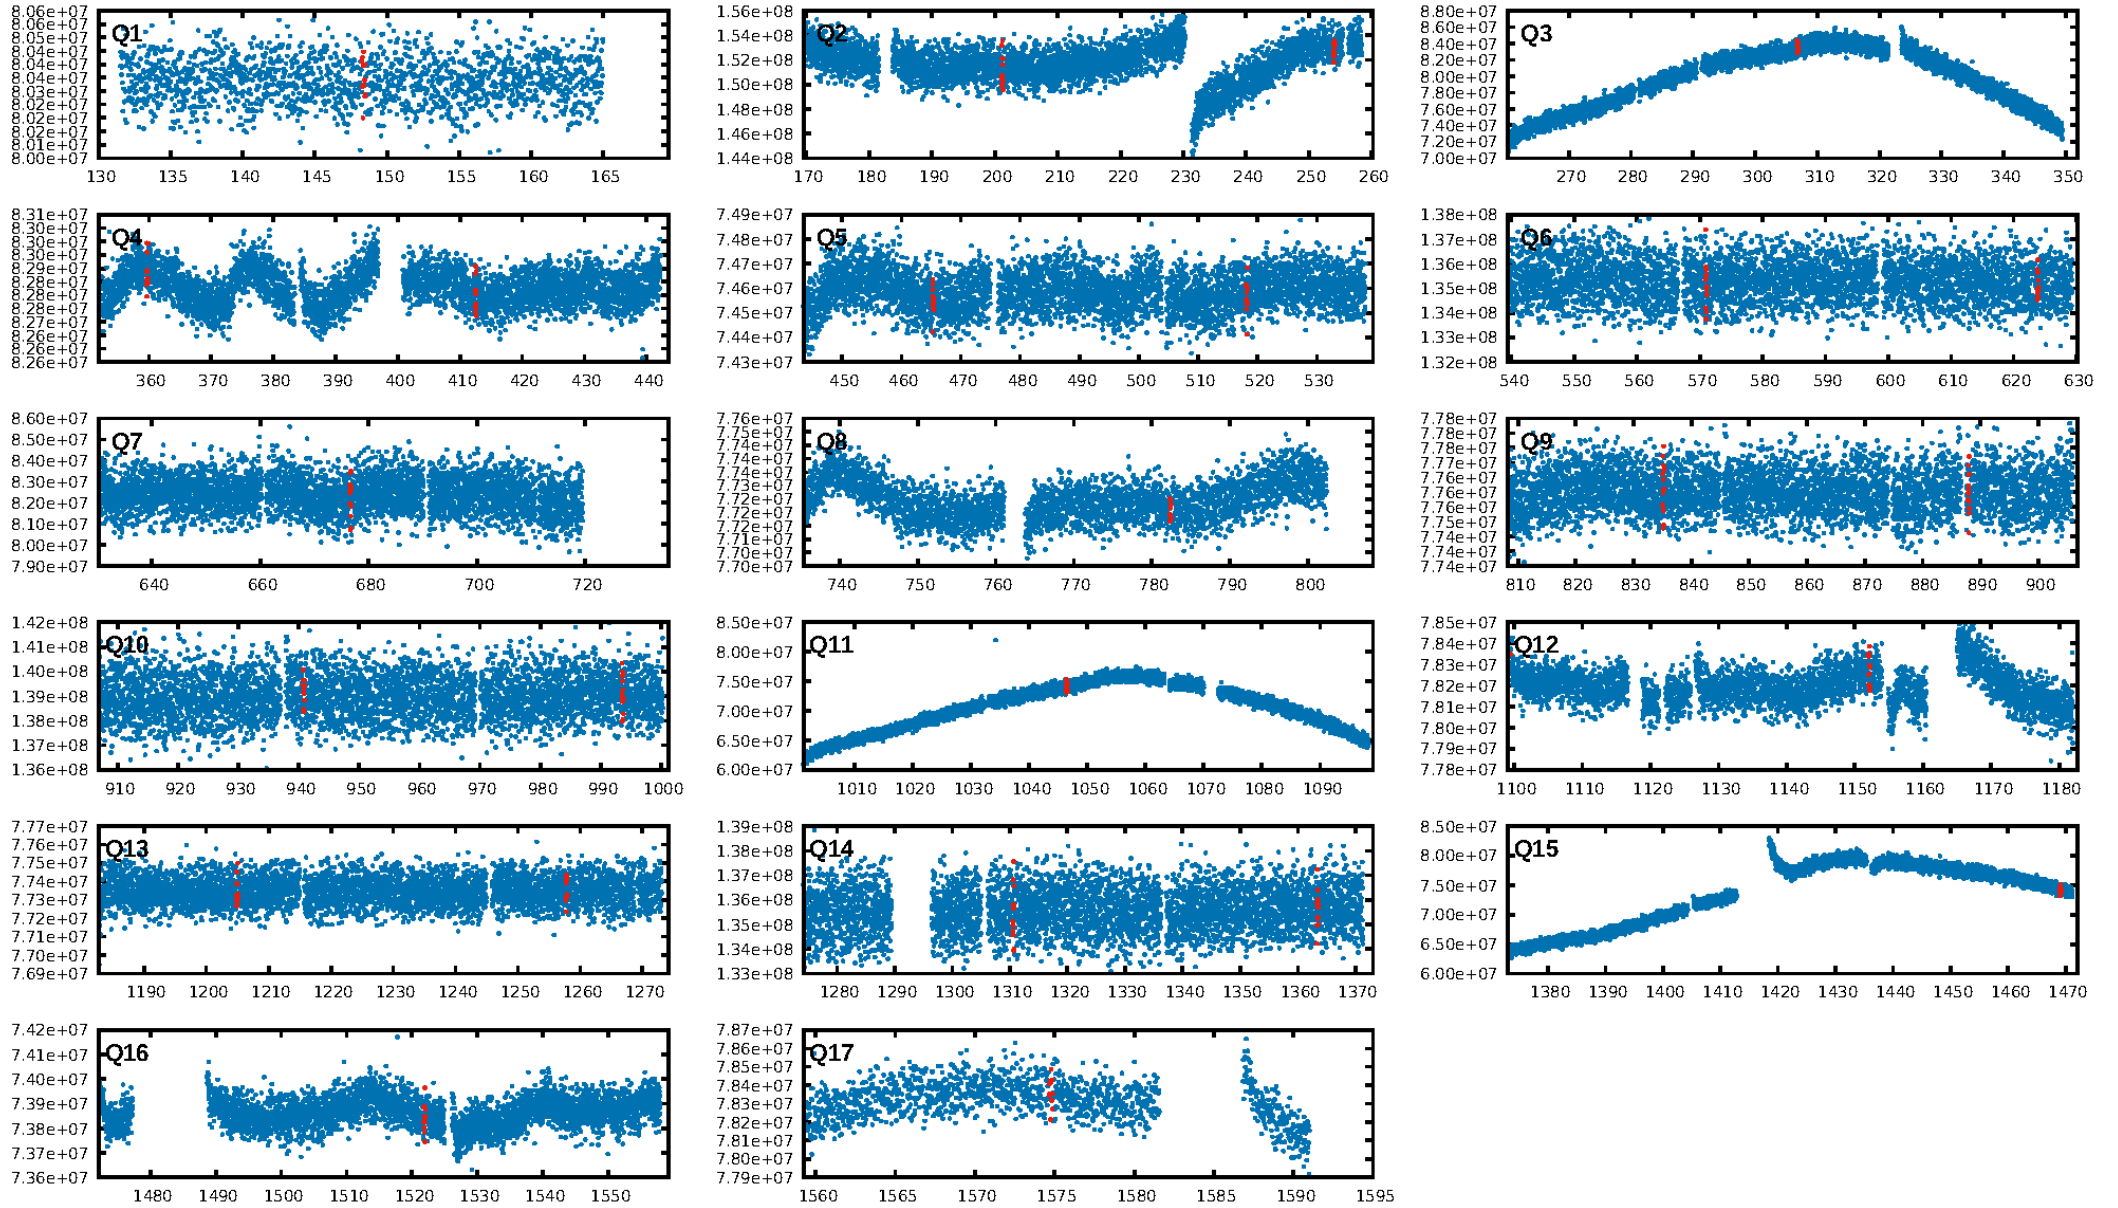 Q1
8.06e+07
8.06e+07
8.05e+07
8.04e+07
8.04e+07
8.03e+07
8.03e+07
8.02e+07
8.02e+07
8.02e+07
8.01e+07
8.00e+07
130 135 140 145 150 155 160 165
Q2
1.56e+08
1.54e+08
1.52e+08
1.50e+08
1.48e+08
1.46e+08
1.44e+08
170 180 190 200 210 220 230 240 250 260
Q3
8.80e+07
8.60e+07
8.40e+07
8.20e+07
8.00e+07
7.80e+07
7.60e+07
7.40e+07
7.20e+07
7.00e+07
270 280 290 300 310 320 330 340 350
Q4
8.31e+07
8.30e+07
8.30e+07
8.29e+07
8.29e+07
8.28e+07
8.28e+07
8.28e+07
8.27e+07
8.26e+07
8.26e+07
8.26e+07
360 370 380 390 400 410 420 430 440
Q5
7.49e+07
7.48e+07
7.47e+07
7.46e+07
7.45e+07
7.44e+07
7.43e+07
450 460 470 480 490 500 510 520 530
Q6
1.38e+08
1.37e+08
1.36e+08
1.35e+08
1.34e+08
1.33e+08
1.32e+08
540 550 560 570 580 590 600 610 620 630
Q7
8.60e+07
8.50e+07
8.40e+07
8.30e+07
8.20e+07
8.10e+07
8.00e+07
7.90e+07
640 660 680 700 720
Q8
7.76e+07
7.75e+07
7.74e+07
7.74e+07
7.73e+07
7.73e+07
7.72e+07
7.72e+07
7.72e+07
7.71e+07
7.70e+07
7.70e+07
740 750 760 770 780 790 800
Q9
7.78e+07
7.78e+07
7.77e+07
7.77e+07
7.76e+07
7.76e+07
7.75e+07
7.75e+07
7.74e+07
7.74e+07
810 820 830 840 850 860 870 880 890 900
Q10
1.42e+08
1.41e+08
1.40e+08
1.39e+08
1.38e+08
1.37e+08
1.36e+08
910 920 930 940 950 960 970 980 990 1000
Q11
8.50e+07
8.00e+07
7.50e+07
7.00e+07
6.50e+07
6.00e+07
1010 1020 1030 1040 1050 1060 1070 1080 1090
Q12
7.85e+07
7.84e+07
7.83e+07
7.82e+07
7.81e+07
7.80e+07
7.79e+07
7.78e+07
1100 1110 1120 1130 1140 1150 1160 1170 1180
Q13
7.77e+07
7.76e+07
7.75e+07
7.74e+07
7.73e+07
7.72e+07
7.71e+07
7.70e+07
7.69e+07
1190 1200 1210 1220 1230 1240 1250 1260 1270
Q14
1.39e+08
1.38e+08
1.37e+08
1.36e+08
1.35e+08
1.34e+08
1.33e+08
1280 1290 1300 1310 1320 1330 1340 1350 1360 1370
Q15
8.50e+07
8.00e+07
7.50e+07
7.00e+07
6.50e+07
6.00e+07
1380 1390 1400 1410 1420 1430 1440 1450 1460 1470
Q16
7.42e+07
7.41e+07
7.40e+07
7.39e+07
7.38e+07
7.37e+07
7.36e+07
1480 1490 1500 1510 1520 1530 1540 1550
Q17
7.87e+07
7.86e+07
7.85e+07
7.84e+07
7.83e+07
7.82e+07
7.81e+07
7.80e+07
7.79e+07
1560 1565 1570 1575 1580 1585 1590 1595